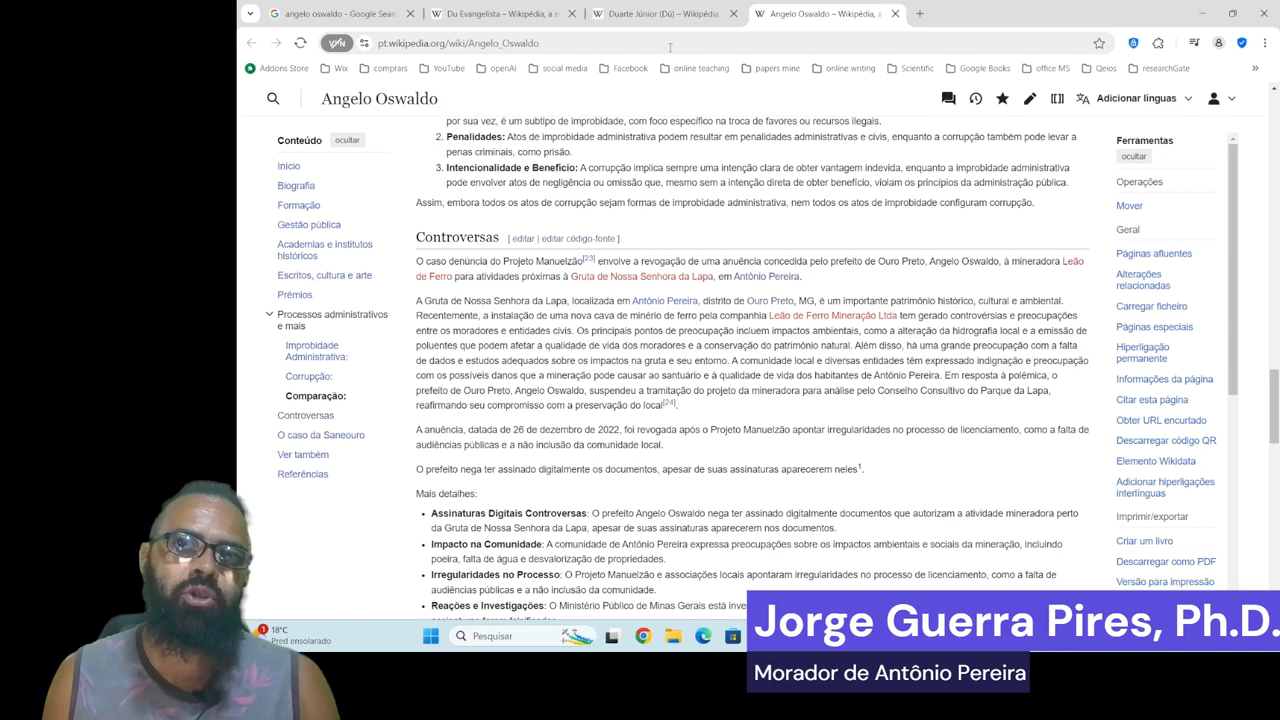 angelo oswaldo - Google Sear
Du Evangelista – Wikipédia, a e
Duarte Júnior (Dú) – Wikipédia,
Angelo Oswaldo – Wikipédia, a
VPN
pt.wikipedia.org/wiki/Angelo_Oswaldo
Addons Store
Wix
comprars
YouTube
openAI
social media
Facebook
online teaching
papers mine
online writing
Scientific
Google Books
office MS
Qeios
researchGate
Angelo Oswaldo
Adicionar línguas
Conteúdo
ocultar
Início
Biografia
Formação
Gestão pública
Academias e institutos
históricos
Escritos, cultura e arte
Prêmios
Processos administrativos
e mais
Improbidade
Administrativa:
Corrupção:
Comparação:
Controversas
O caso da Saneouro
Ver também
Referências
por sua vez, é um subtipo de improbidade, com foco específico na troca de favores ou recursos ilegais.
2. Penalidades: Atos de improbidade administrativa podem resultar em penalidades administrativas e civis, enquanto a corrupção também pode levar a
penas criminais, como prisão.
3. Intencionalidade e Benefício: A corrupção implica sempre uma intenção clara de obter vantagem indevida, enquanto a improbidade administrativa
pode envolver atos de negligência ou omissão que, mesmo sem a intenção direta de obter benefício, violam os princípios da administração pública.
Assim, embora todos os atos de corrupção sejam formas de improbidade administrativa, nem todos os atos de improbidade configuram corrupção.
Controversas [ editar | editar código-fonte ]
O caso denúncia do Projeto Manuelzão[23] envolve a revogação de uma anuência concedida pelo prefeito de Ouro Preto, Angelo Oswaldo, à mineradora Leão
de Ferro para atividades próximas à Gruta de Nossa Senhora da Lapa, em Antônio Pereira.
A Gruta de Nossa Senhora da Lapa, localizada em Antônio Pereira, distrito de Ouro Preto, MG, é um importante patrimônio histórico, cultural e ambiental.
Recentemente, a instalação de uma nova cava de minério de ferro pela companhia Leão de Ferro Mineração Ltda tem gerado controvérsias e preocupações
entre os moradores e entidades civis. Os principais pontos de preocupação incluem impactos ambientais, como a alteração da hidrografia local e a emissão de
poluentes que podem afetar a qualidade de vida dos moradores e a conservação do patrimônio natural. Além disso, há uma grande preocupação com a falta
de dados e estudos adequados sobre os impactos na gruta e seu entorno. A comunidade local e diversas entidades têm expressado indignação e preocupação
com os possíveis danos que a mineração pode causar ao santuário e à qualidade de vida dos habitantes de Antônio Pereira. Em resposta à polêmica, o
prefeito de Ouro Preto, Angelo Oswaldo, suspendeu a tramitação do projeto da mineradora para análise pelo Conselho Consultivo do Parque da Lapa,
reafirmando seu compromisso com a preservação do local[24].
A anuência, datada de 26 de dezembro de 2022, foi revogada após o Projeto Manuelzão apontar irregularidades no processo de licenciamento, como a falta de
audiências públicas e a não inclusão da comunidade local.
O prefeito nega ter assinado digitalmente os documentos, apesar de suas assinaturas aparecerem neles1.
Mais detalhes:
• Assinaturas Digitais Controversas: O prefeito Angelo Oswaldo nega ter assinado digitalmente documentos que autorizam a atividade mineradora perto
da Gruta de Nossa Senhora da Lapa, apesar de suas assinaturas aparecerem nos documentos.
• Impacto na Comunidade: A comunidade de Antônio Pereira expressa preocupações sobre os impactos ambientais e sociais da mineração, incluindo
poeira, falta de água e desvalorização de propriedades.
• Irregularidades no Processo: O Projeto Manuelzão e associações locais apontaram irregularidades no processo de licenciamento, como a falta de
audiências públicas e a não inclusão da comunidade.
• Reações e Investigações: O Ministério Público de Minas Gerais está inve
Ferramentas
ocultar
Operações
Mover
Geral
Páginas afluentes
Alterações
relacionadas
Carregar ficheiro
Páginas especiais
Hiperligação
permanente
Informações da página
Citar esta página
Obter URL encurtado
Descarregar código QR
Elemento Wikidata
Adicionar hiperligações
interlínguas
Imprimir/exportar
Criar um livro
Descarregar como PDF
Versão para impressão
1
18°C
Pred ensolarado
Pesquisar
Jorge Guerra Pires, Ph.D.
Morador de Antônio Pereira